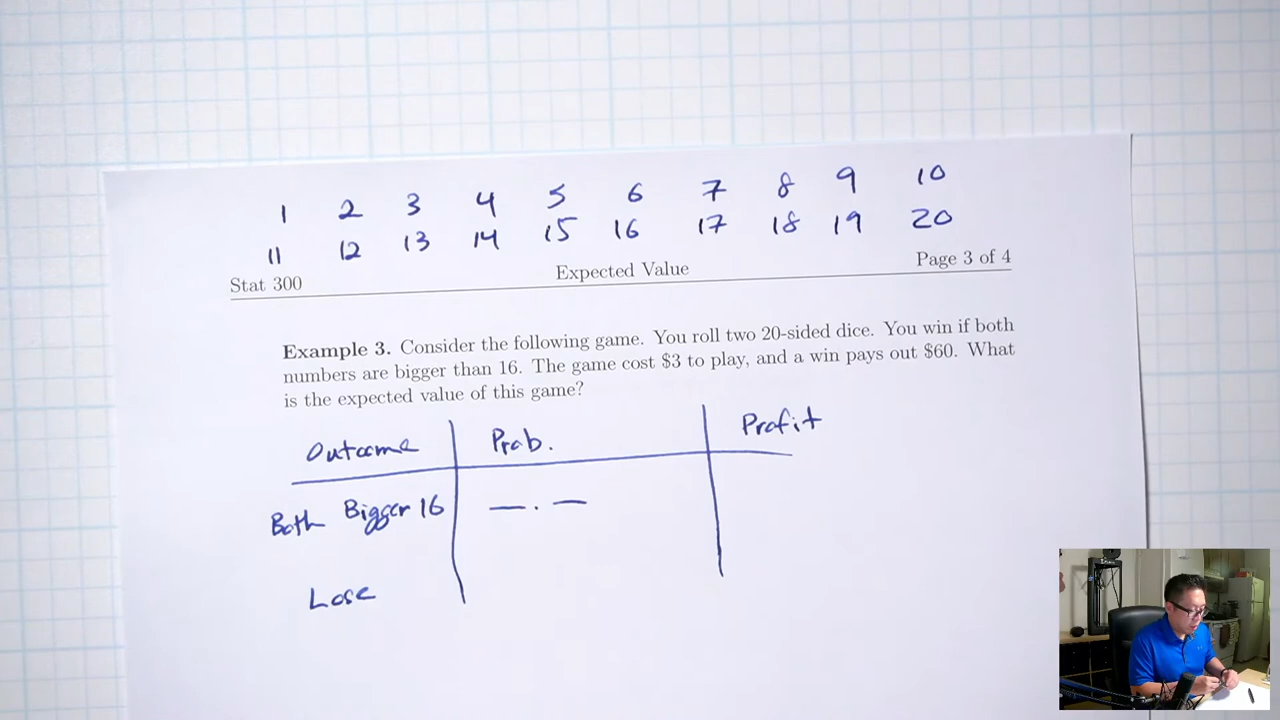 1 2 3 4 5 6 7 8 9 10
11 12 13 14 15 16 17 18 19 20
Stat 300 Expected Value Page 3 of 4
Example 3. Consider the following game. You roll two 20-sided dice. You win if both
numbers are bigger than 16. The game cost $3 to play, and a win pays out $60. What
is the expected value of this game?
Outcome Prob. Profit
Both Bigger 16 — . —
Lose